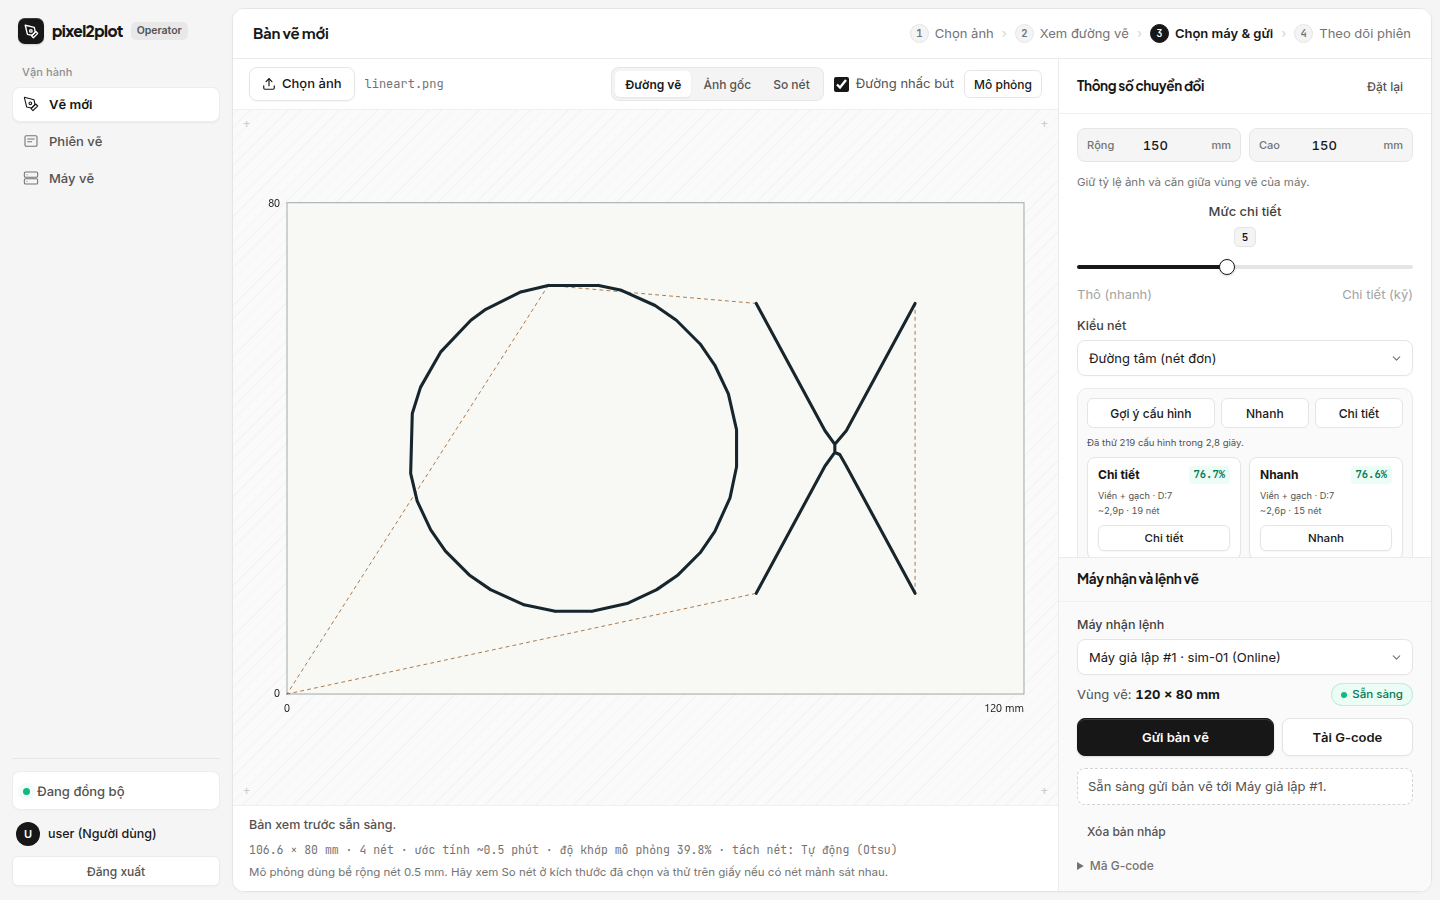 pixel2plot Operator
Vận hành
Vẽ mới
Phiên vẽ
Máy vẽ
Đang đồng bộ
U user (Người dùng)
Đăng xuất
Bản vẽ mới
1 Chọn ảnh › 2 Xem đường vẽ › 3 Chọn máy & gửi › 4 Theo dõi phiên
Chọn ảnh lineart.png
Đường vẽ Ảnh gốc So nét Đường nhấc bút Mô phỏng
80
0
0
120 mm
Bản xem trước sẵn sàng.
106.6 × 80 mm · 4 nét · ước tính ~0.5 phút · độ khớp mô phỏng 39.8% · tách nét: Tự động (Otsu)
Mô phỏng dùng bề rộng nét 0.5 mm. Hãy xem So nét ở kích thước đã chọn và thử trên giấy nếu có nét mảnh sát nhau.
Thông số chuyển đổi Đặt lại
Rộng 150 mm Cao 150 mm
Giữ tỷ lệ ảnh và căn giữa vùng vẽ của máy.
Mức chi tiết
5
Thô (nhanh) Chi tiết (kỹ)
Kiểu nét
Đường tâm (nét đơn)
Gợi ý cấu hình Nhanh Chi tiết
Đã thử 219 cấu hình trong 2,8 giây.
Chi tiết 76.7%
Viền + gạch · D:7
~2,9p · 19 nét
Chi tiết
Nhanh 76.6%
Viền + gạch · D:7
~2,6p · 15 nét
Nhanh
Máy nhận và lệnh vẽ
Máy nhận lệnh
Máy giả lập #1 · sim-01 (Online)
Vùng vẽ: 120 × 80 mm Sẵn sàng
Gửi bản vẽ Tải G-code
Sẵn sàng gửi bản vẽ tới Máy giả lập #1.
Xóa bản nháp
Mã G-code